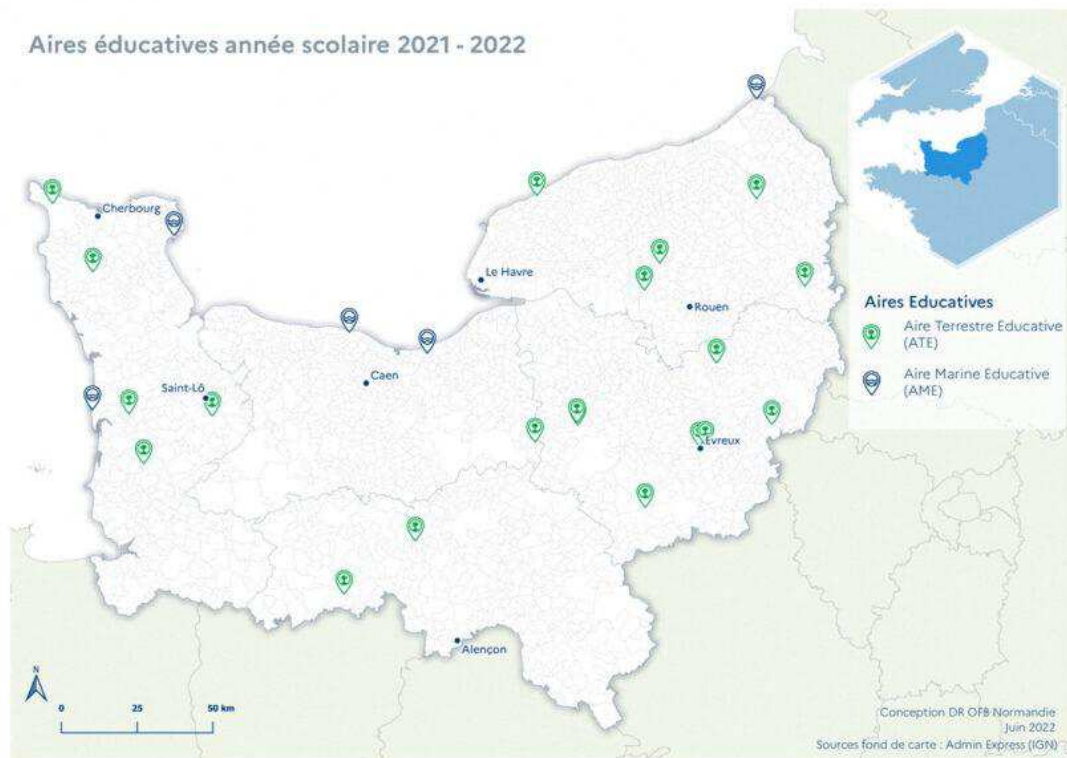 Aires éducatives année scolaire 2021 - 2022
Cherbourg
Le Havre
Rouen
Aires Educatives
Aire Terrestre Educative
(ATE)
Aire Marine Educative
(AME)
Caen
Saint-Lô
Evreux
Alençon
N
0 25 50 km
Conception DR OFB Normandie
Juin 2022
Sources fond de carte : Admin Express (IGN)